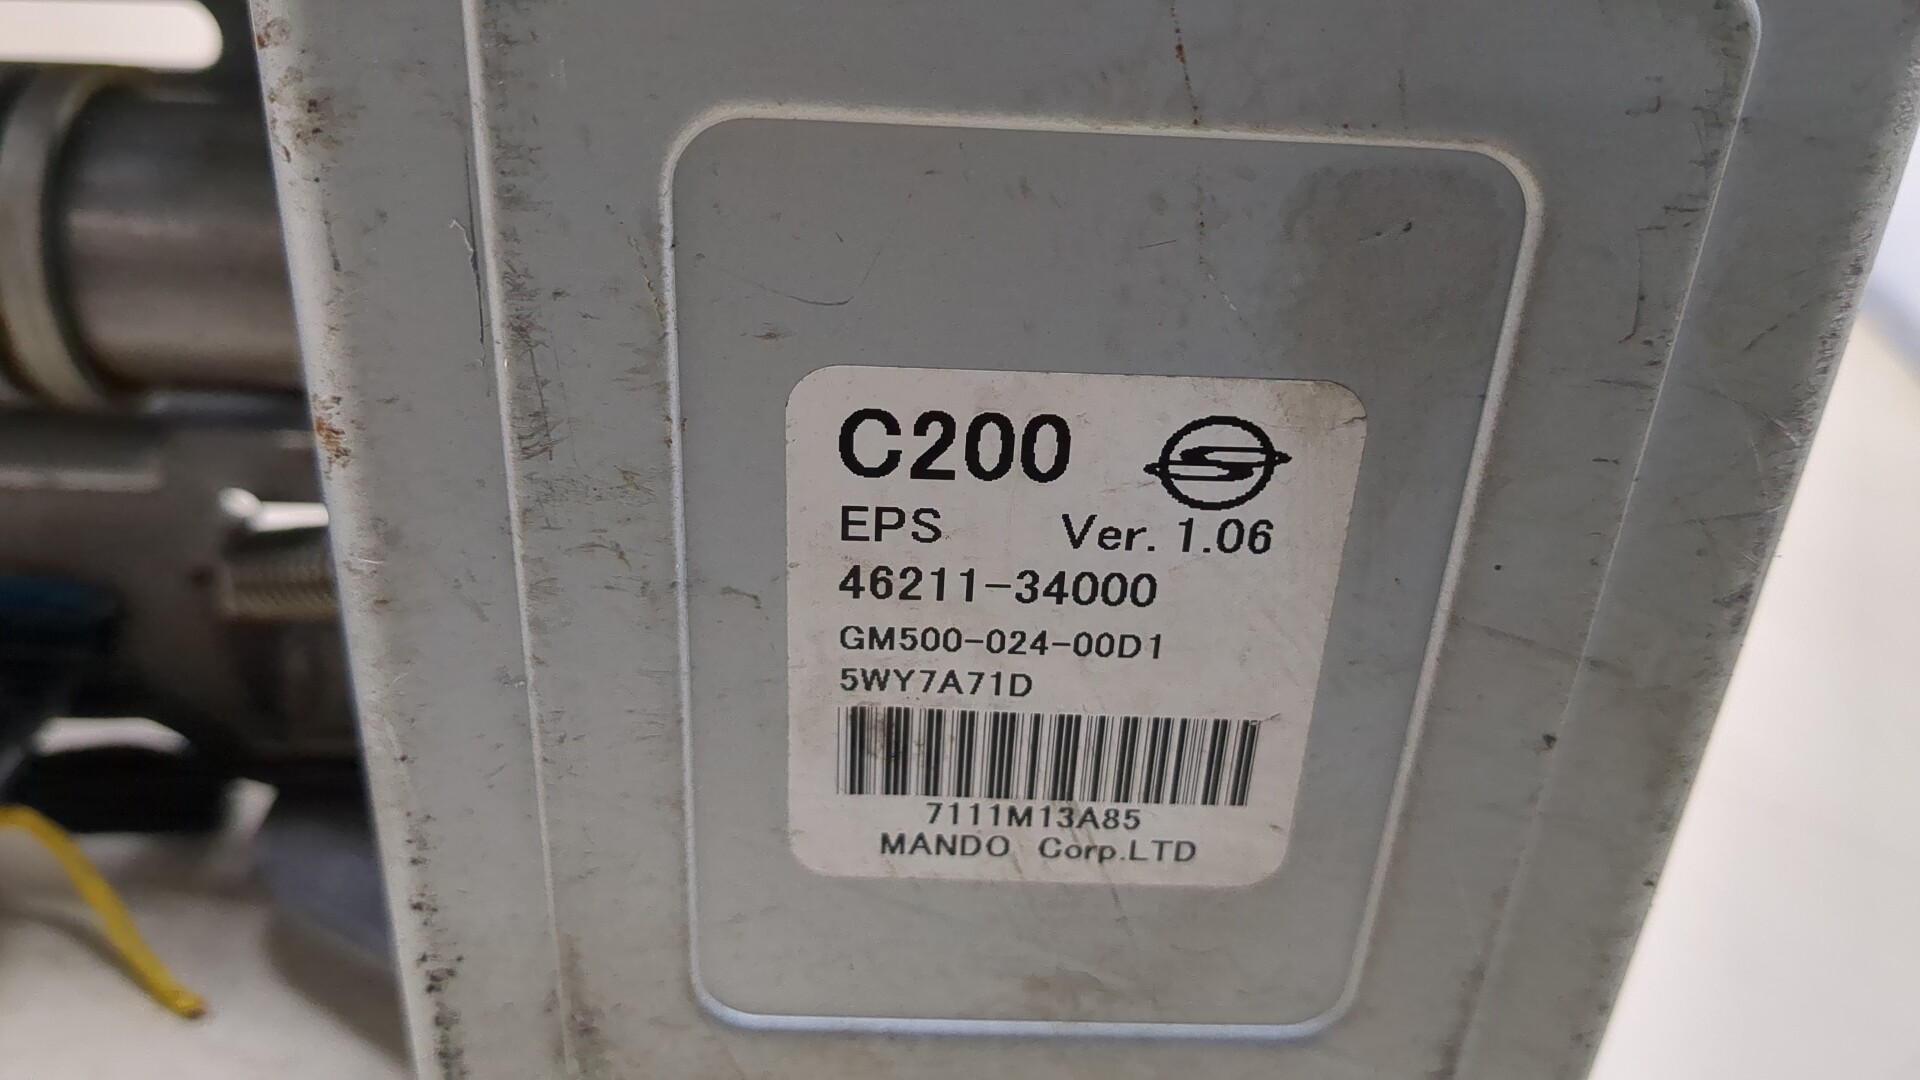 C200
EPS Ver. 1.06
46211-34000
GM500-024-00D1
5WY7A71D
7111M13A85
MANDO Corp.LTD